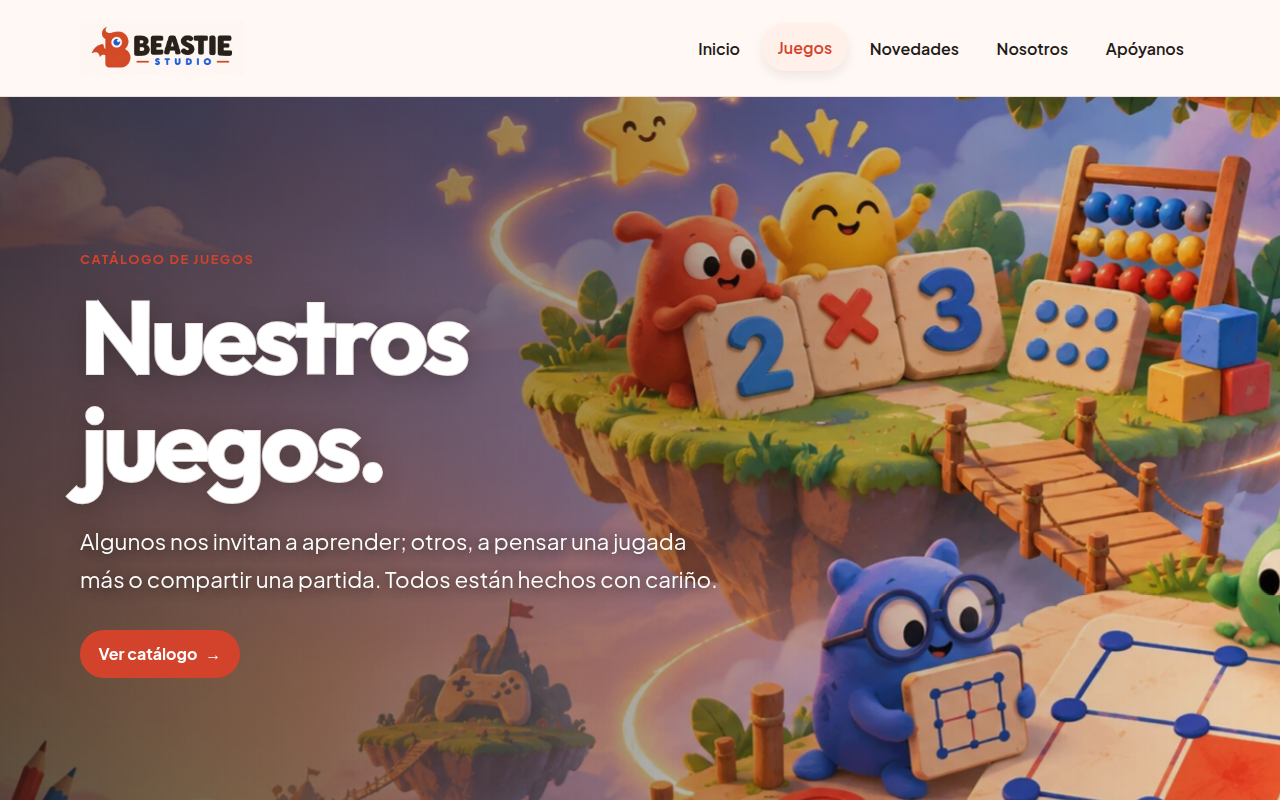 BEASTIE
STUDIO
Inicio
Juegos
Novedades
Nosotros
Apóyanos
CATÁLOGO DE JUEGOS
Nuestros
juegos.
2 × 3
Algunos nos invitan a aprender; otros, a pensar una jugada
más o compartir una partida. Todos están hechos con cariño.
Ver catálogo →